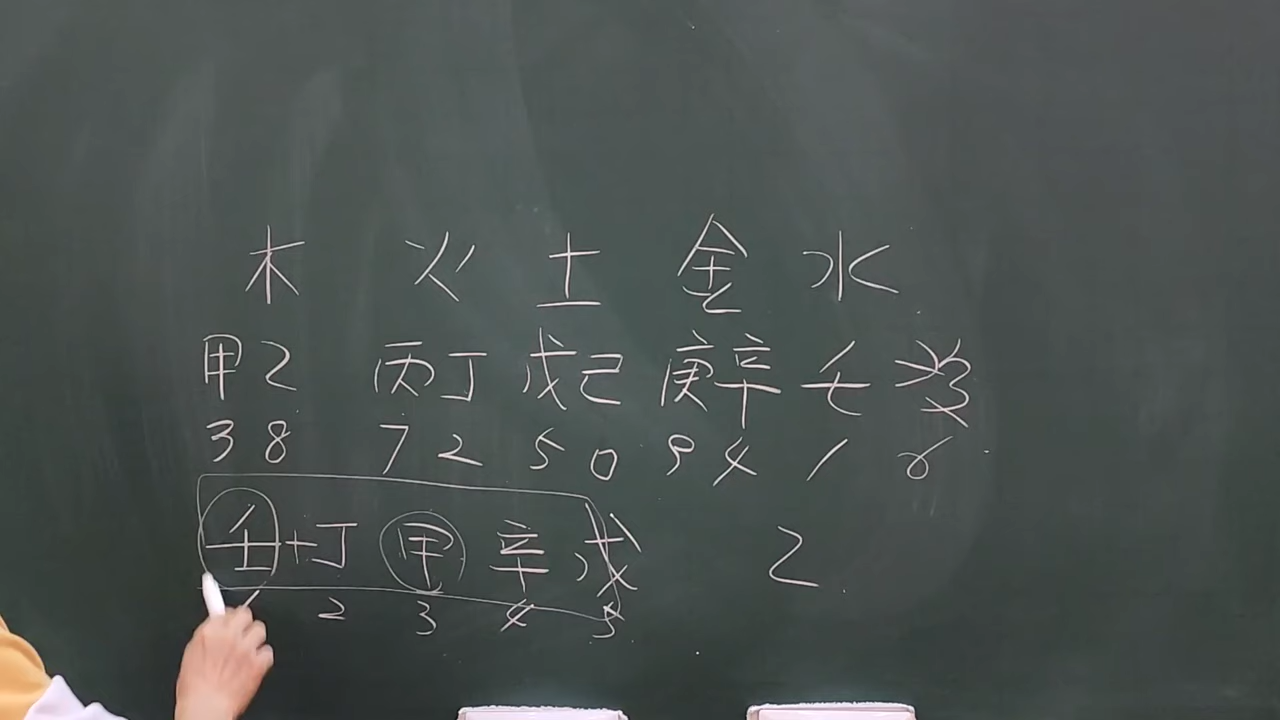 木 火 土 金 水
甲乙 丙丁 戊己 庚辛 壬癸
3 8 7 2 5 0 9 4 1 6
壬+丁 甲 辛 戊 乙
1 2 3 4 5